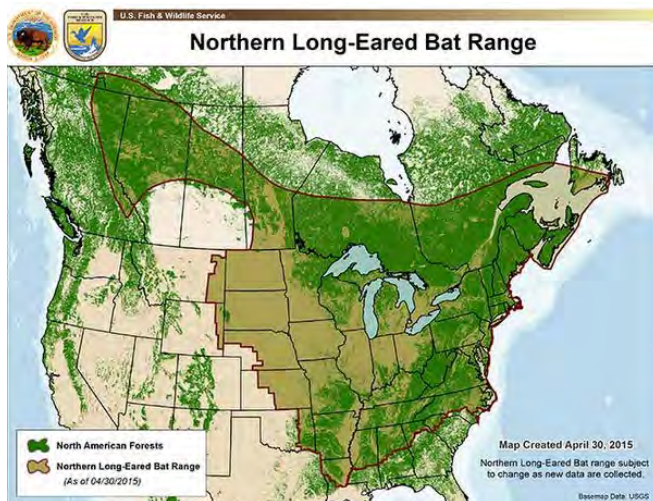 U.S. Fish & Wildlife Service
Northern Long-Eared Bat Range
North American Forests
Northern Long-Eared Bat Range
(As of 04/30/2015)
Map Created April 30, 2015
Northern Long-Eared Bat range subject
to change as new data are collected.
Basemap Data: USGS